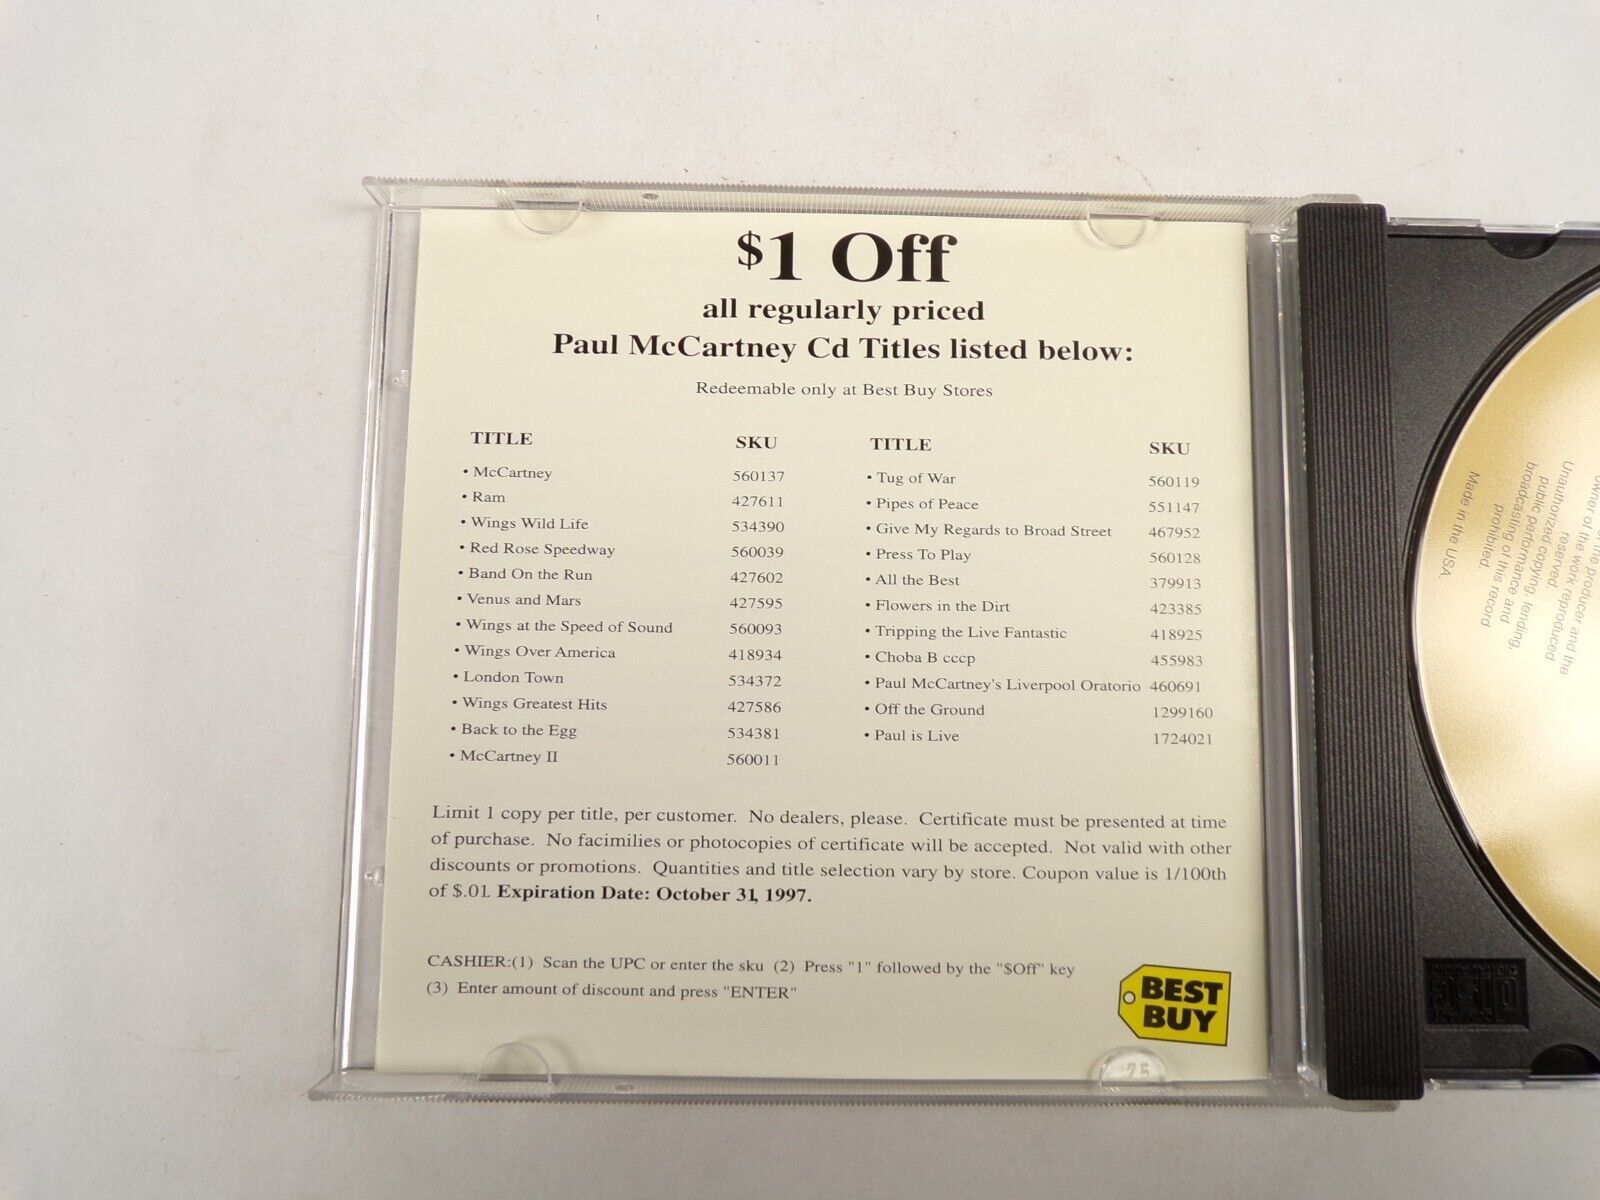 $1 Off
all regularly priced
Paul McCartney Cd Titles listed below:
Redeemable only at Best Buy Stores
TITLE SKU
• McCartney 560137
• Ram 427611
• Wings Wild Life 534390
• Red Rose Speedway 560039
• Band On the Run 427602
• Venus and Mars 427595
• Wings at the Speed of Sound 560093
• Wings Over America 418934
• London Town 534372
• Wings Greatest Hits 427586
• Back to the Egg 534381
• McCartney II 560011
TITLE SKU
• Tug of War 560119
• Pipes of Peace 551147
• Give My Regards to Broad Street 467952
• Press To Play 560128
• All the Best 379913
• Flowers in the Dirt 423385
• Tripping the Live Fantastic 418925
• Choba B cccp 455983
• Paul McCartney's Liverpool Oratorio 460691
• Off the Ground 1299160
• Paul is Live 1724021
Limit 1 copy per title, per customer. No dealers, please. Certificate must be presented at time
of purchase. No facimilies or photocopies of certificate will be accepted. Not valid with other
discounts or promotions. Quantities and title selection vary by store. Coupon value is 1/100th
of $.01. Expiration Date: October 31, 1997.
CASHIER:(1) Scan the UPC or enter the sku (2) Press "1" followed by the "$Off" key
(3) Enter amount of discount and press "ENTER"
BEST
BUY
of the producer and the
owner of the work reproduced
reserved.
Unauthorized copying, lending,
public performance and
broadcasting of this record
prohibited.
Made in the USA.
COMPACT
disc
DIGITAL AUDIO
75